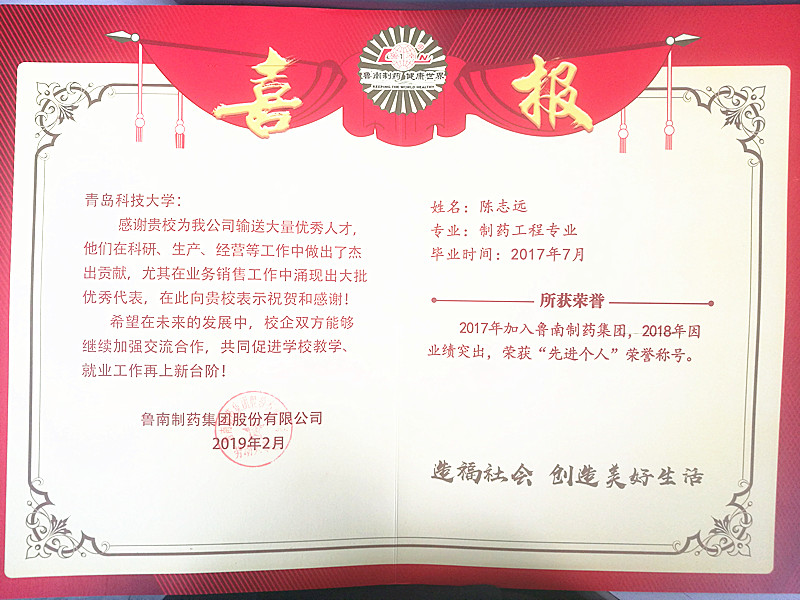 喜报
鲁南制药 健康世界
KEEPING THE WORLD HEALTHY
青岛科技大学：
感谢贵校为我公司输送大量优秀人才，
他们在科研、生产、经营等工作中做出了杰
出贡献，尤其在业务销售工作中涌现出大批
优秀代表，在此向贵校表示祝贺和感谢！
希望在未来的发展中，校企双方能够
继续加强交流合作，共同促进学校教学、
就业工作再上新台阶！
鲁南制药集团股份有限公司
2019年2月
姓名：陈志远
专业：制药工程专业
毕业时间：2017年7月
所获荣誉
2017年加入鲁南制药集团，2018年因
业绩突出，荣获“先进个人”荣誉称号。
造福社会 创造美好生活